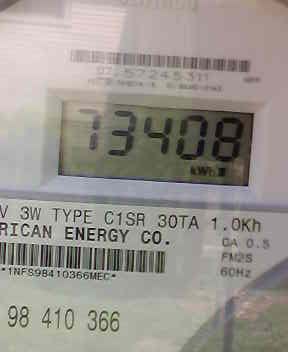 73408
kWh
V 3W TYPE C1SR 30TA 1.0Kh
RICAN ENERGY CO.
CA 0.5
FM2S
60Hz
*1NFS98410366MEC*
98 410 366